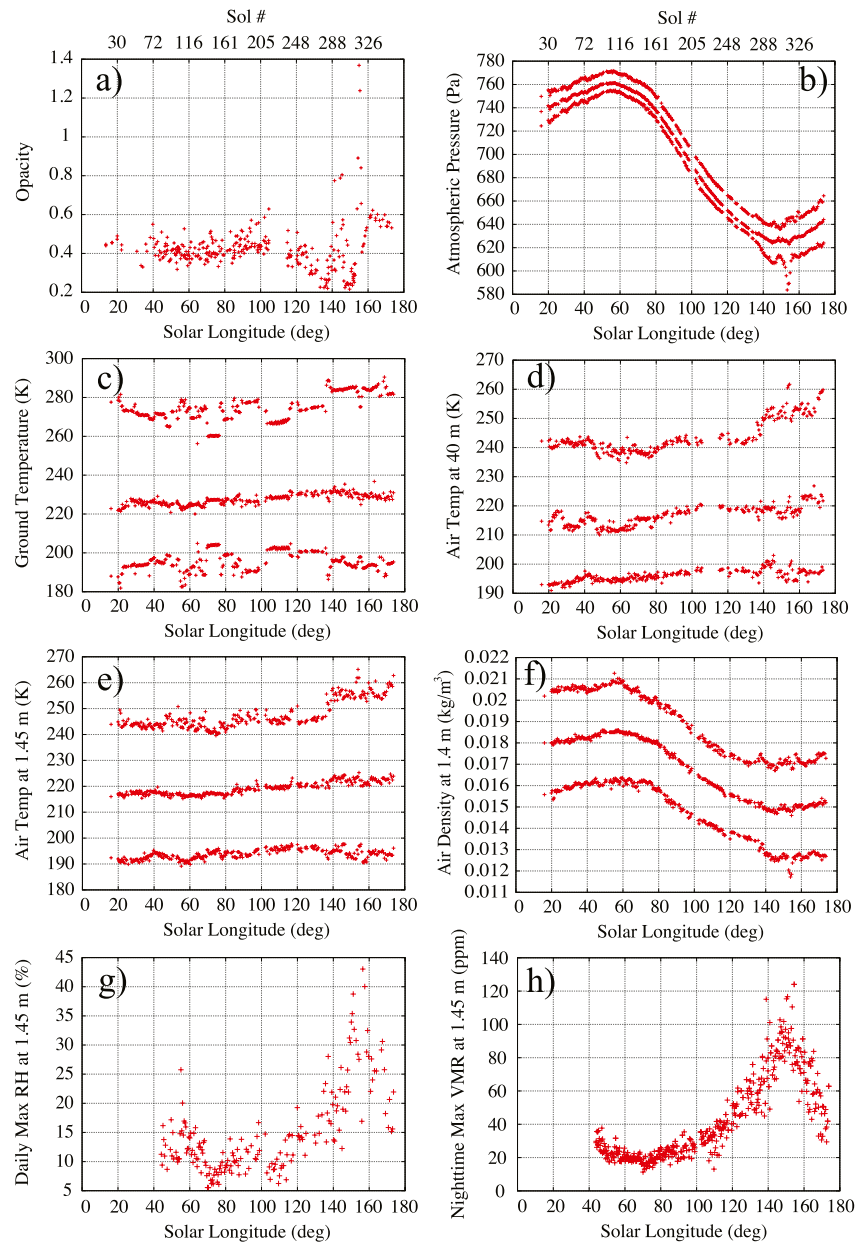 Sol #
30 72 116 161 205 248 288 326
a)
Opacity
1.4
1.2
1
0.8
0.6
0.4
0.2
0 20 40 60 80 100 120 140 160 180
Solar Longitude (deg)
Sol #
30 72 116 161 205 248 288 326
b)
Atmospheric Pressure (Pa)
780
760
740
720
700
680
660
640
620
600
580
0 20 40 60 80 100 120 140 160 180
Solar Longitude (deg)
c)
Ground Temperature (K)
300
280
260
240
220
200
180
0 20 40 60 80 100 120 140 160 180
Solar Longitude (deg)
d)
Air Temp at 40 m (K)
270
260
250
240
230
220
210
200
190
0 20 40 60 80 100 120 140 160 180
Solar Longitude (deg)
e)
Air Temp at 1.45 m (K)
270
260
250
240
230
220
210
200
190
180
0 20 40 60 80 100 120 140 160 180
Solar Longitude (deg)
f)
Air Density at 1.4 m (kg/m³)
0.021
0.02
0.018
0.017
0.016
0.015
0.013
0.012
0.011
0 20 40 60 80 100 120 140 160 180
Solar Longitude (deg)
g)
Daily Max RH at 1.45 m (%)
45
40
35
30
25
20
15
10
5
0 20 40 60 80 100 120 140 160 180
Solar Longitude (deg)
h)
Nighttime Max VMR at 1.45 m (ppm)
140
120
100
80
60
40
20
0
0 20 40 60 80 100 120 140 160 180
Solar Longitude (deg)